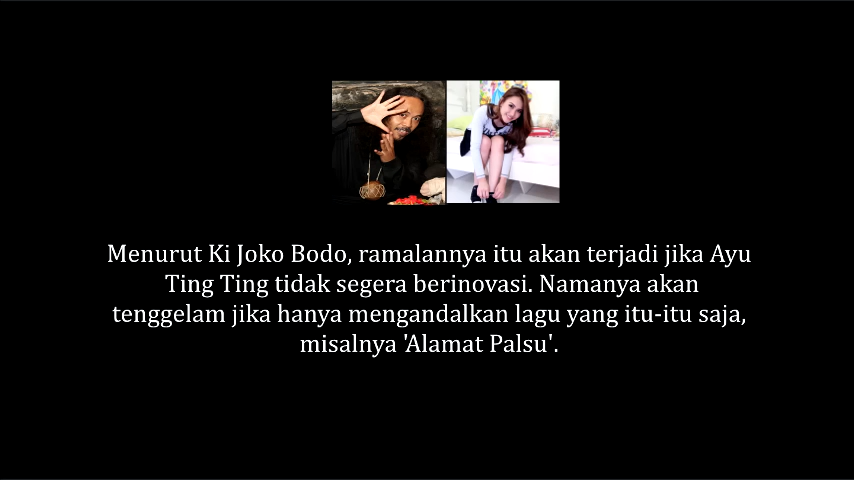 Menurut Ki Joko Bodo, ramalannya itu akan terjadi jika Ayu
Ting Ting tidak segera berinovasi. Namanya akan
tenggelam jika hanya mengandalkan lagu yang itu-itu saja,
misalnya 'Alamat Palsu'.